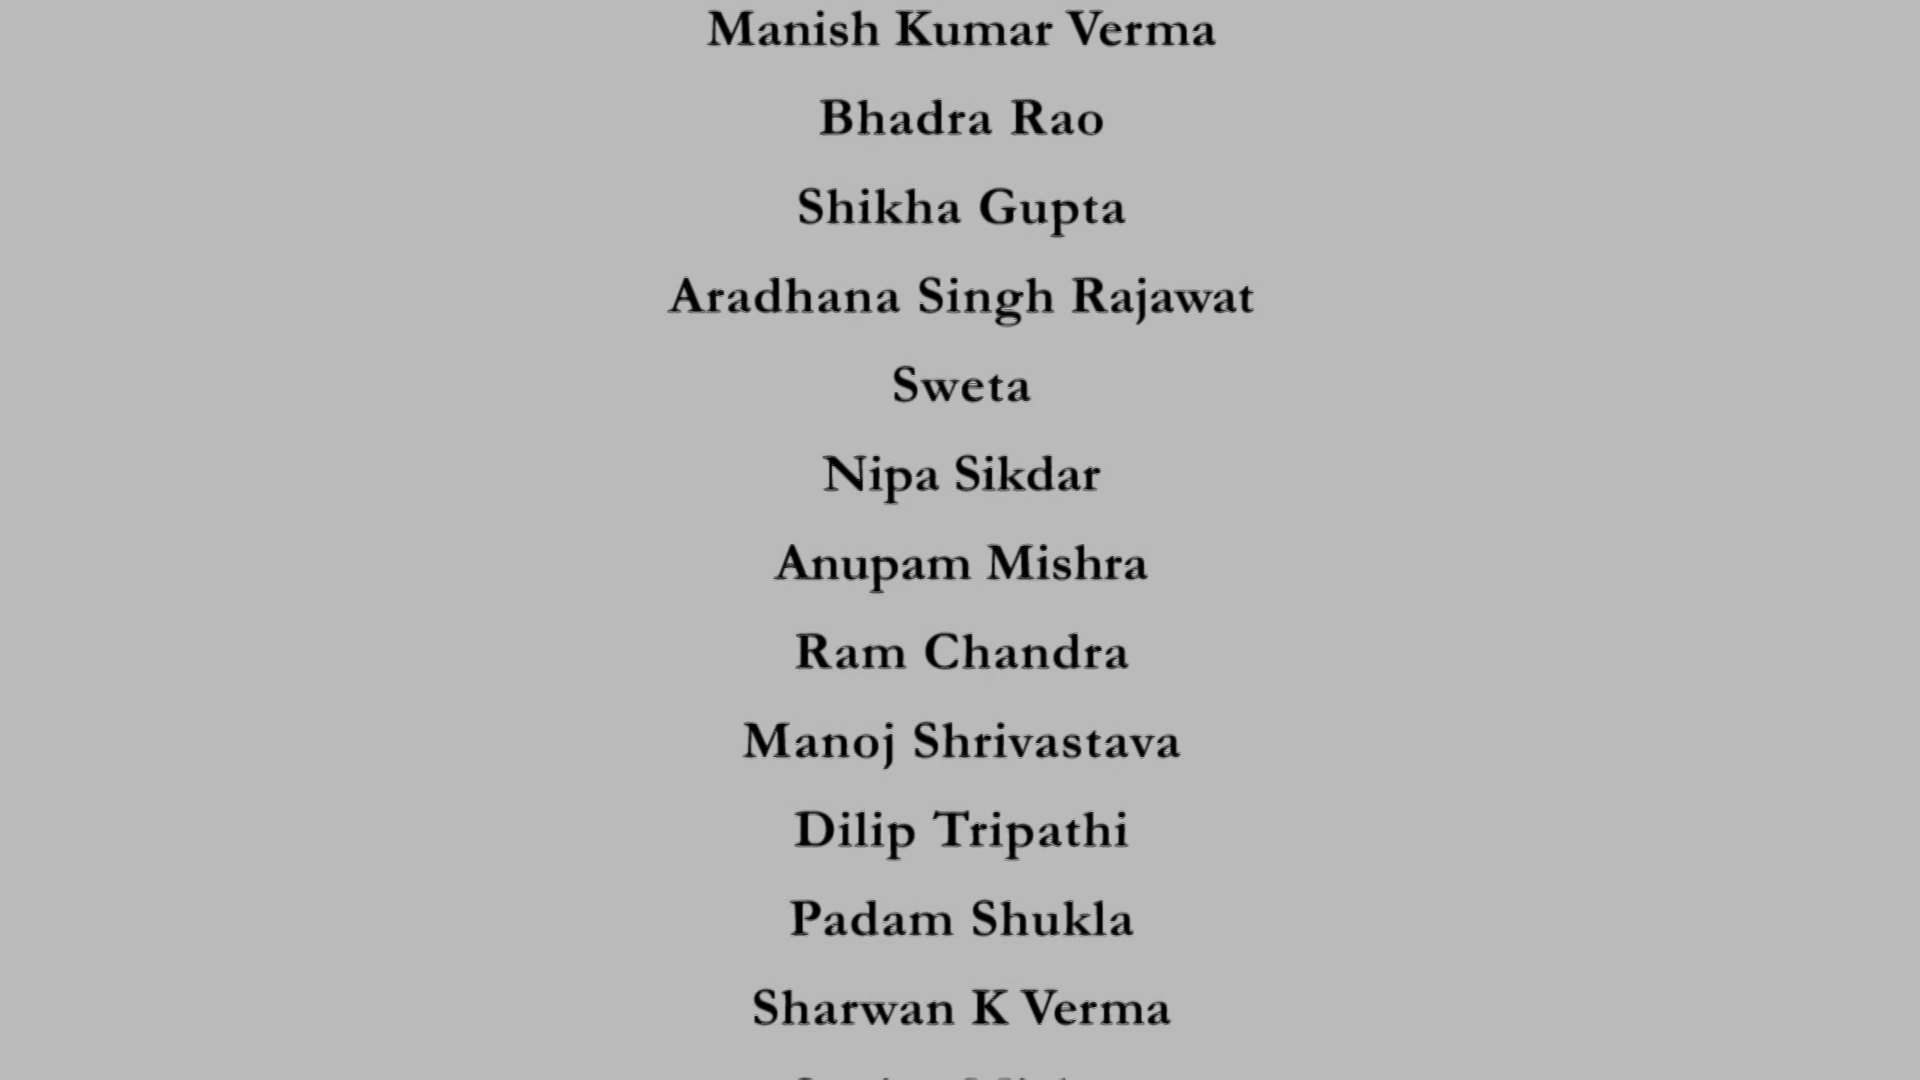 Manish Kumar Verma
Bhadra Rao
Shikha Gupta
Aradhana Singh Rajawat
Sweta
Nipa Sikdar
Anupam Mishra
Ram Chandra
Manoj Shrivastava
Dilip Tripathi
Padam Shukla
Sharwan K Verma